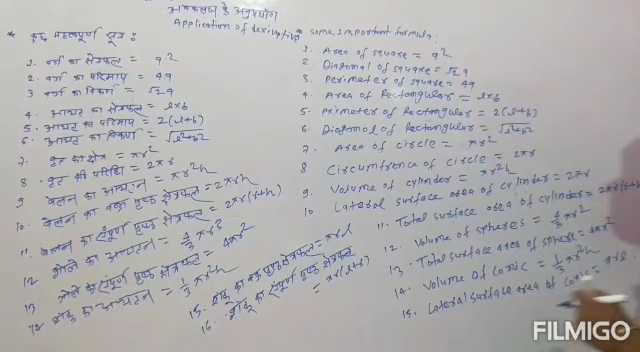 अवकलज के अनुप्रयोग
Application of derivative
* कुछ महत्वपूर्ण सूत्र :
1. वर्ग का क्षेत्रफल = a²
2. वर्ग का परिमाप = 4a
3 वर्ग का विकर्ण = √2a
4. आयत का क्षेत्रफल = l×b
5. आयत का परिमाप = 2(l+b)
6. आयत का विकर्ण = √l²+b²
7. वृत का क्षेत्र = πr²
8. वृत की परिधि = 2πr
9 बेलन का आयतन = πr²h
10. बेलन का वक्र पृष्ठ क्षेत्रफल = 2πrh
11. बेलन का संपूर्ण पृष्ठ क्षेत्रफल = 2πr(r+h)
12 गोले का आयतन = 4/3 πr³
13 गोले का संपूर्ण पृष्ठ क्षेत्रफल = 4πr²
14 शंकु का आयतन = 1/3 πr²h
15. शंकु का वक्र पृष्ठ क्षेत्रफल = πrl
16. शंकु का संपूर्ण पृष्ठ क्षेत्रफल
= πr(l+r)
* some important formula:
1. Area of square = a²
2. Diagonal of square = √2a
3. perimeter of square = 4a
4. Area of Rectangular = l×b
5- primeter of Rectangular = 2(l+b)
6. Diagonal of Rectangular = √l²+b²
7. Area of circle = πr²
8 Circumfrence of circle = 2πr
9. Volume of cylinder = πr²h
10 Lateral surface area of cylinder = 2πr
11. Total surface area of cylinder = 2πr(r+h)
12. Volume of spheres = 4/3 πr²
13. Total surface area of sphere = 4πr²
14. Volume of conic = 1/3 πr²h
15. Lateral surface area of conic = πrl
FILMIGO